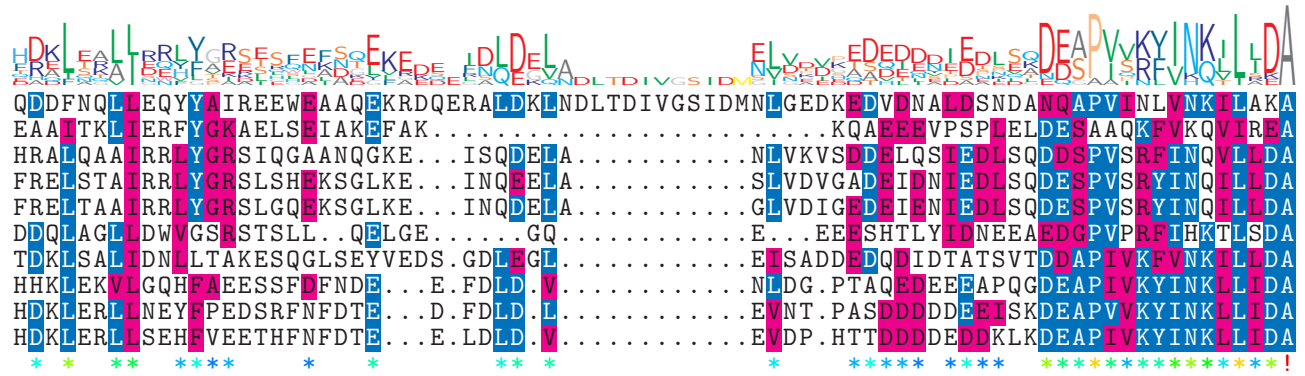 QDDFNQLLEQYYAIREEWEAAQEKRDQERALDKLNDLTDIVGSIDMNLGEDKEDVDNALDSNDANQAPVINLVNKILAKA
EAAITKLIERFYGKAELSEIAKEFAK.........................KQAEEEVPSPLELDESAAQKFVKQVIREA
HRALQAAIRRLYGRSIQGAANQGKE...ISQDELA...........NLVKVSDDELQSIEDLSQDDSPVSRFINQVLLDA
FRELSTAIRRLYGRSLSHEKSGLKE...INQEELA...........SLVDVGADEIDNIEDLSQDESPVSRYINQILLDA
FRELTAAIRRLYGRSLGQEKSGLKE...INQDELA...........GLVDIGEDEIENIEDLSQDESPVSRYINQILLDA
DDQLAGLLDWVGSRSTSLL..QELGE......GQ............E...EEESHTLYIDNEEAEDGPVPRFIHKTLSDA
TDKLSALIDNLLTAKESQGLSEYVEDS.GDLEGL............EISADDEDQDIDTATSVTDDAPIVKFVNKILLDA
HHKLEKVLGQHFAEESSFDFNDE...E.FDLD.V............NLDG.PTAQEDEEEAPQGDEAPIVKYINKLLIDA
HDKLERLLNEYFPEDSRFNFDTE...D.FDLD.L............EVNT.PASDDDDDEEISKDEAPVVKYINKLLIDA
HDKLERLLSEHFVEETHFNFDTE...E.LDLD.V............EVDP.HTTDDDDEDDKLKDEAPIVKYINKLLIDA
* * ** **** * * ** * * ***** **** ***************!